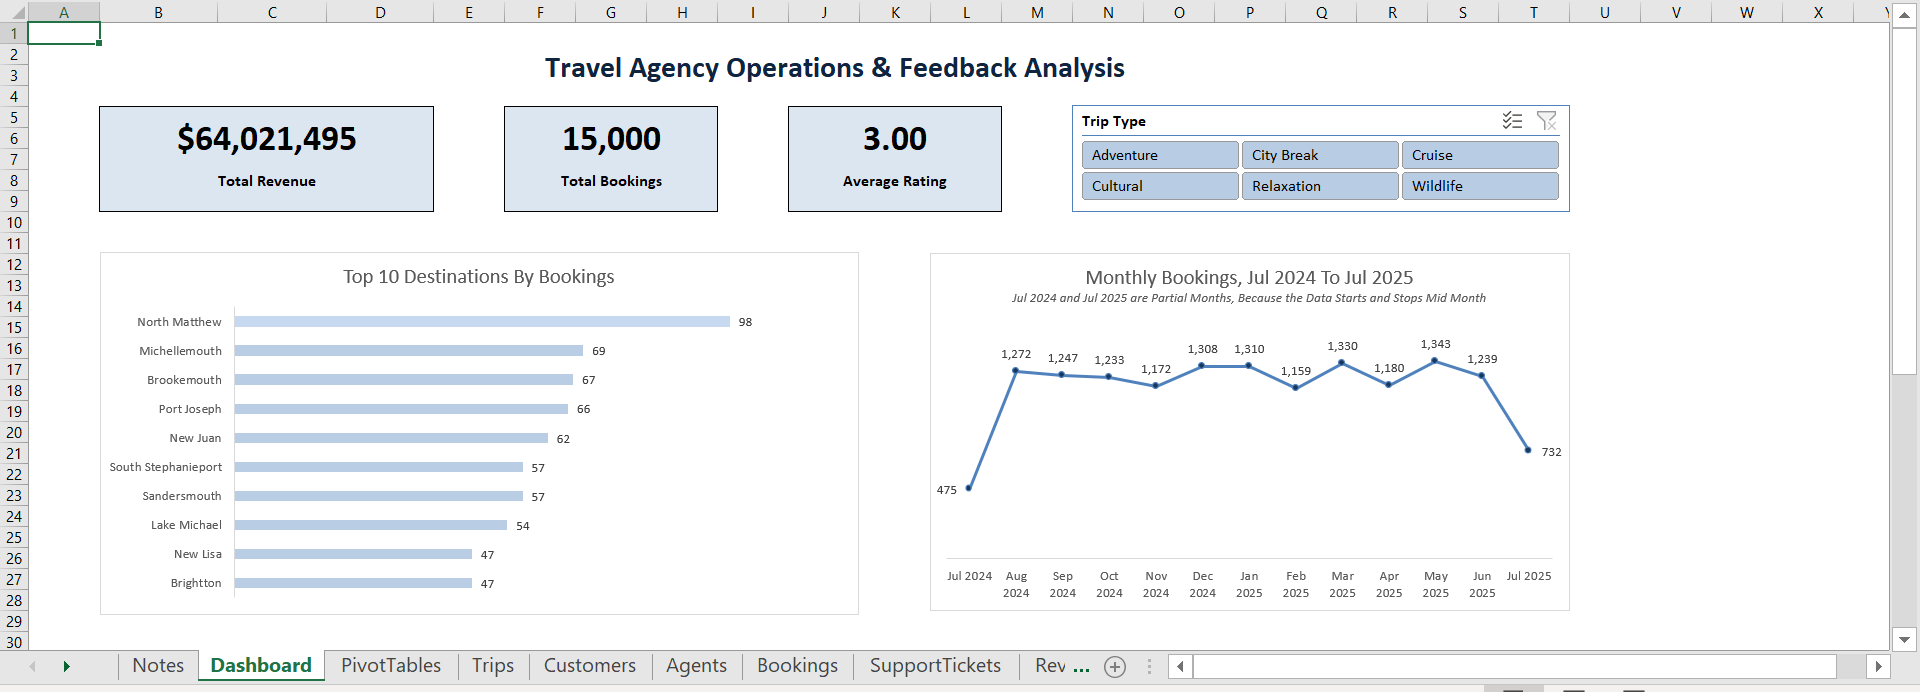 A B C D E F G H I J K L M N O P Q R S T U V W X
1
2
3
4
5
6
7
8
9
10
11
12
13
14
15
16
17
18
19
20
21
22
23
24
25
26
27
28
29
30
Travel Agency Operations & Feedback Analysis
$64,021,495
Total Revenue
15,000
Total Bookings
3.00
Average Rating
Trip Type
Adventure City Break Cruise
Cultural Relaxation Wildlife
Top 10 Destinations By Bookings
North Matthew 98
Michellemouth 69
Brookemouth 67
Port Joseph 66
New Juan 62
South Stephanieport 57
Sandersmouth 57
Lake Michael 54
New Lisa 47
Brightton 47
Monthly Bookings, Jul 2024 To Jul 2025
Jul 2024 and Jul 2025 are Partial Months, Because the Data Starts and Stops Mid Month
475 1,272 1,247 1,233 1,172 1,308 1,310 1,159 1,330 1,180 1,343 1,239 732
Jul 2024 Aug Sep Oct Nov Dec Jan Feb Mar Apr May Jun Jul 2025
2024 2024 2024 2024 2024 2025 2025 2025 2025 2025 2025
Notes Dashboard PivotTables Trips Customers Agents Bookings SupportTickets Rev ...